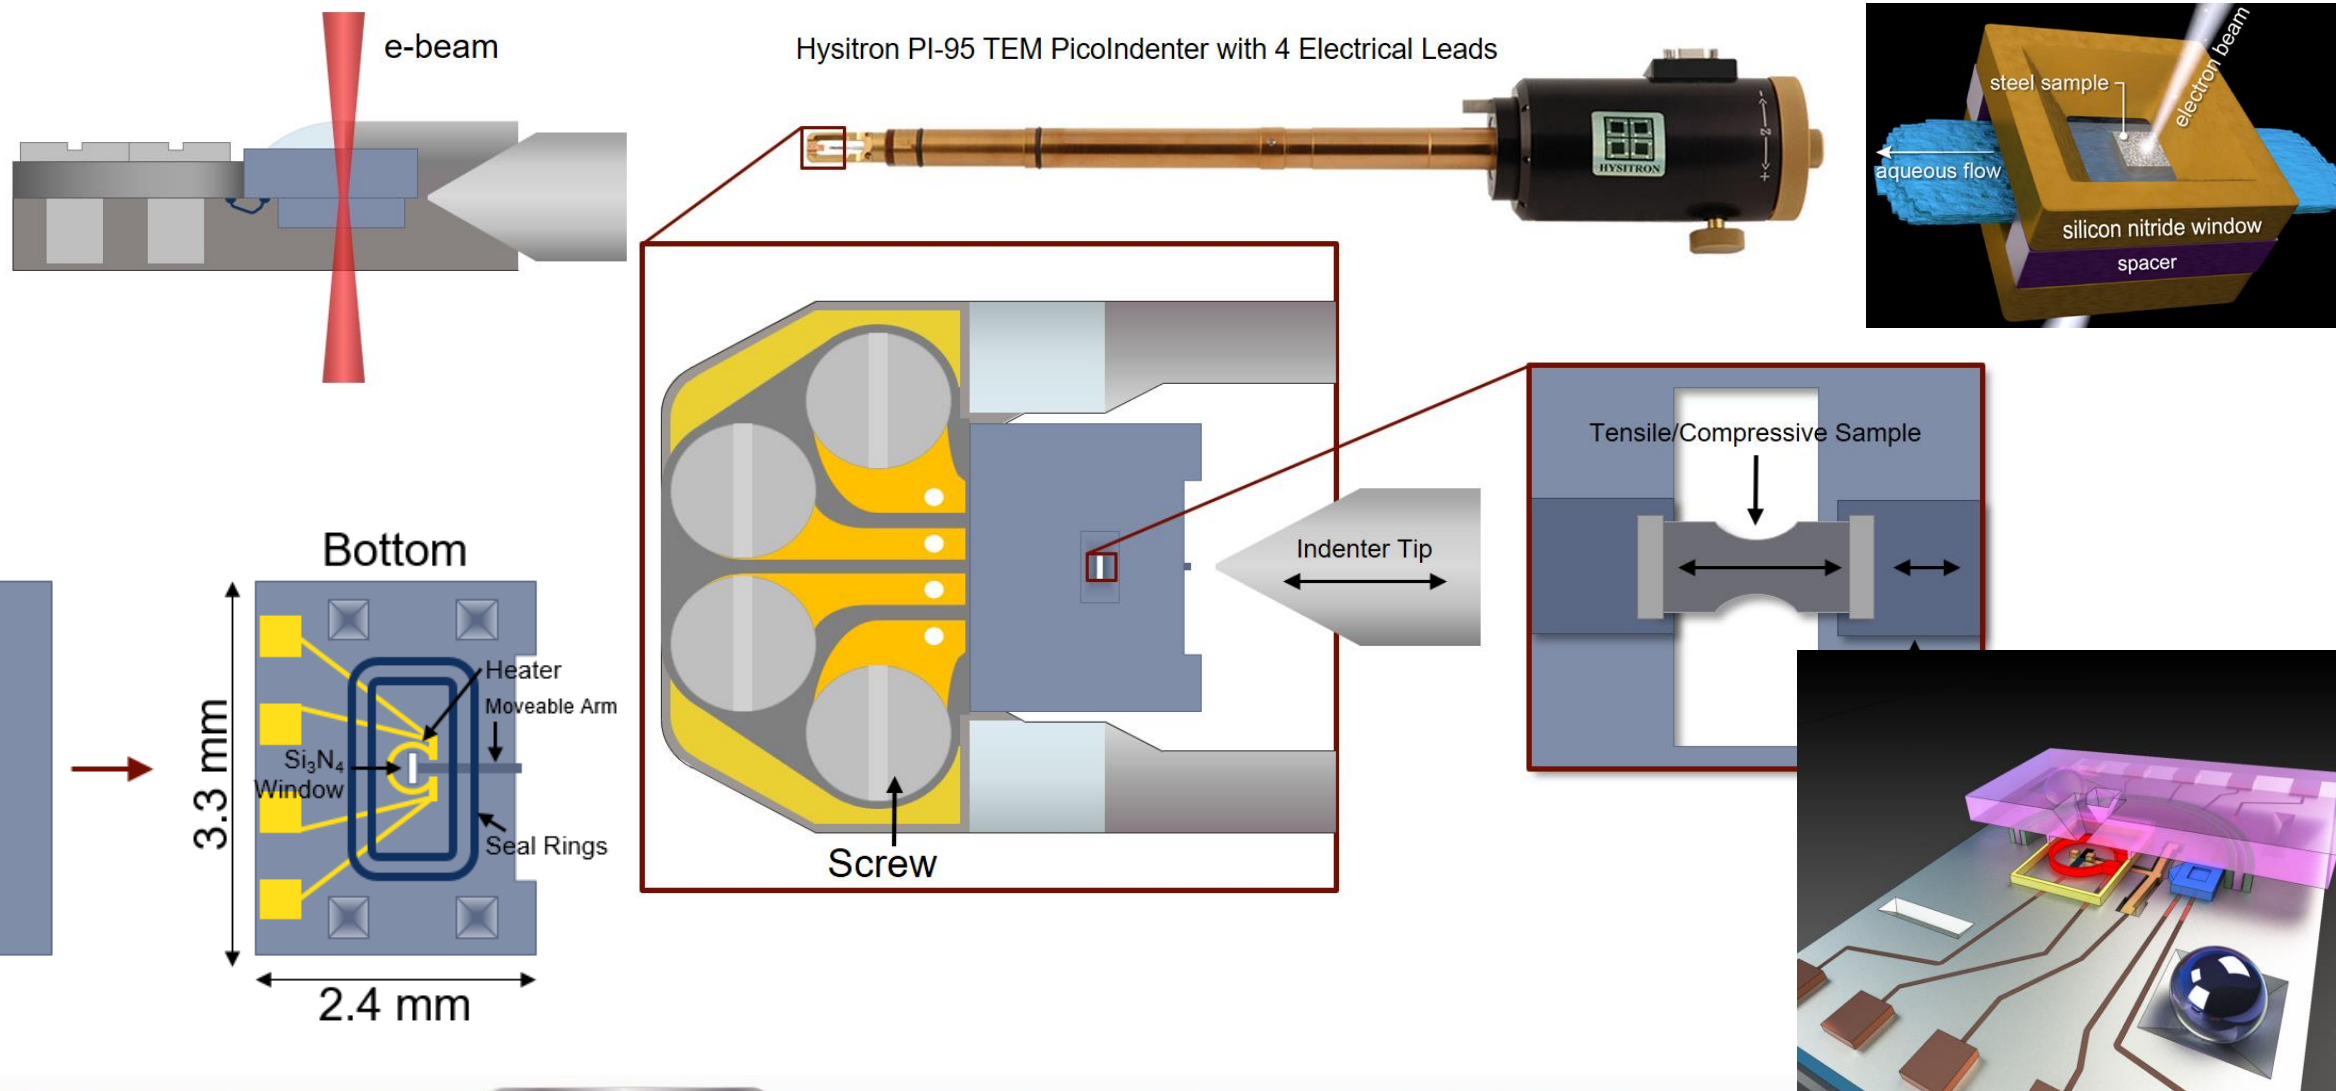 e-beam
Hysitron PI-95 TEM PicoIndenter with 4 Electrical Leads
HYSITRON
- Z +
steel sample
electron beam
aqueous flow
silicon nitride window
spacer
Tensile/Compressive Sample
Indenter Tip
Screw
Bottom
Heater
Moveable Arm
Si₃N₄
Window
Seal Rings
3.3 mm
2.4 mm